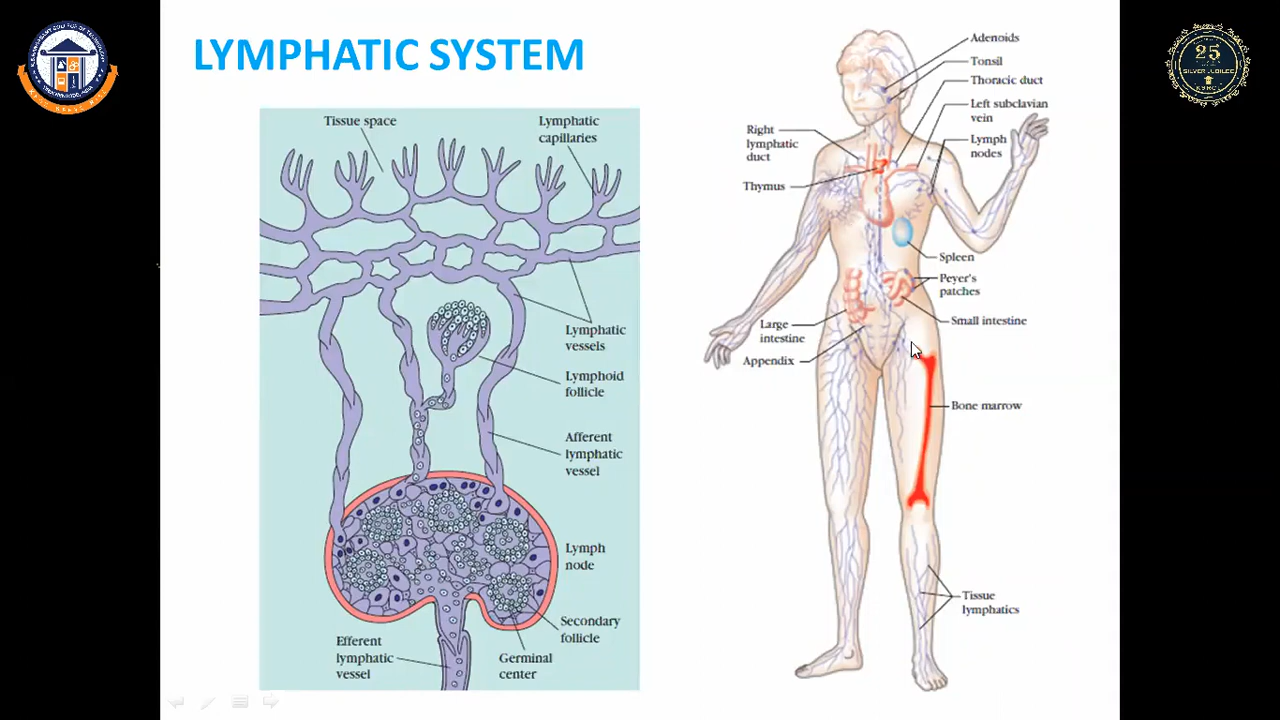 LYMPHATIC SYSTEM
Tissue space
Lymphatic
capillaries
Lymphatic
vessels
Lymphoid
follicle
Afferent
lymphatic
vessel
Lymph
node
Secondary
follicle
Germinal
center
Efferent
lymphatic
vessel
Adenoids
Tonsil
Thoracic duct
Left subclavian
vein
Lymph
nodes
Right
lymphatic
duct
Thymus
Spleen
Peyer's
patches
Small intestine
Large
intestine
Appendix
Bone marrow
Tissue
lymphatics
25
SILVER JUBILEE